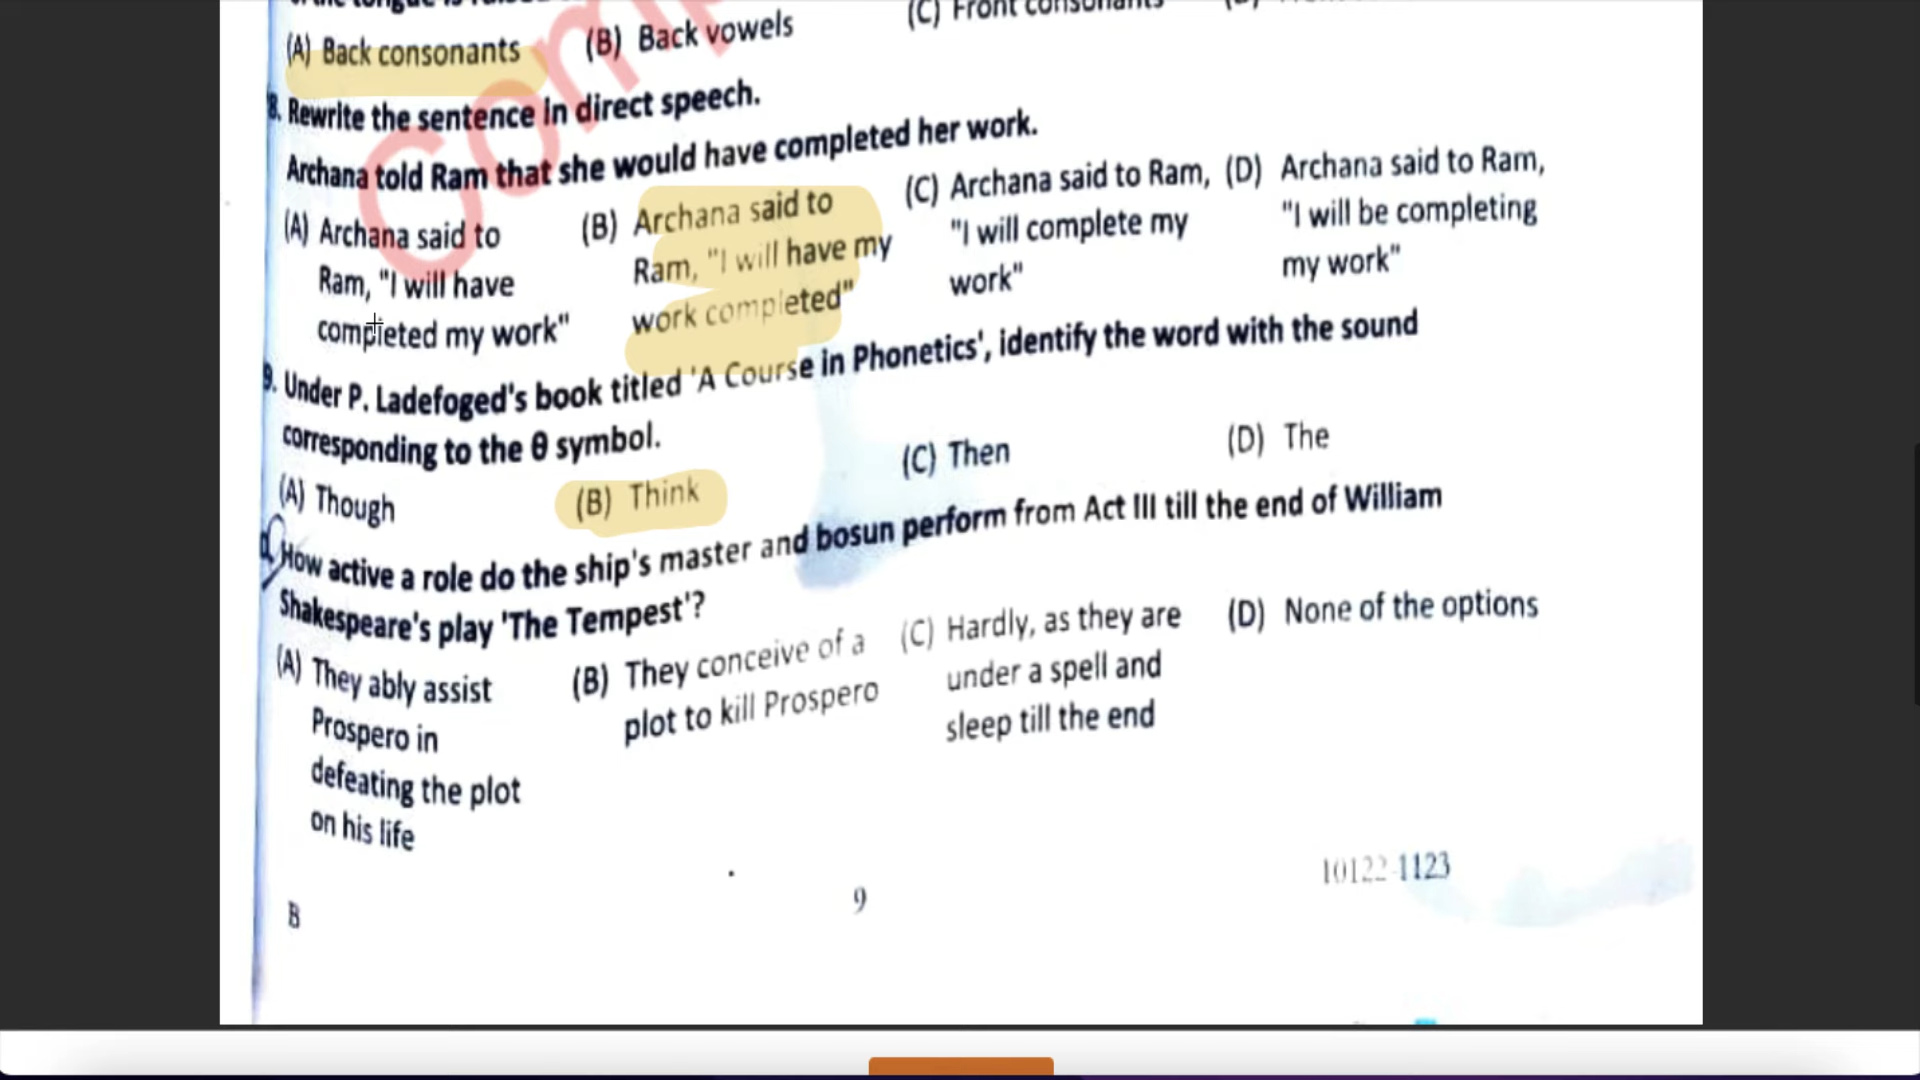 (A) Back consonants (B) Back vowels (C) Front consonants
8. Rewrite the sentence in direct speech.
Archana told Ram that she would have completed her work.
(A) Archana said to (B) Archana said to (C) Archana said to Ram, (D) Archana said to Ram,
Ram, "I will have Ram, "I will have my "I will complete my "I will be completing
completed my work" work completed" work" my work"
9. Under P. Ladefoged's book titled 'A Course in Phonetics', identify the word with the sound
corresponding to the θ symbol.
(A) Though (B) Think (C) Then (D) The
How active a role do the ship's master and bosun perform from Act III till the end of William
Shakespeare's play 'The Tempest'?
(A) They ably assist (B) They conceive of a (C) Hardly, as they are (D) None of the options
Prospero in plot to kill Prospero under a spell and
defeating the plot sleep till the end
on his life
10122-1123
B 9
Comp